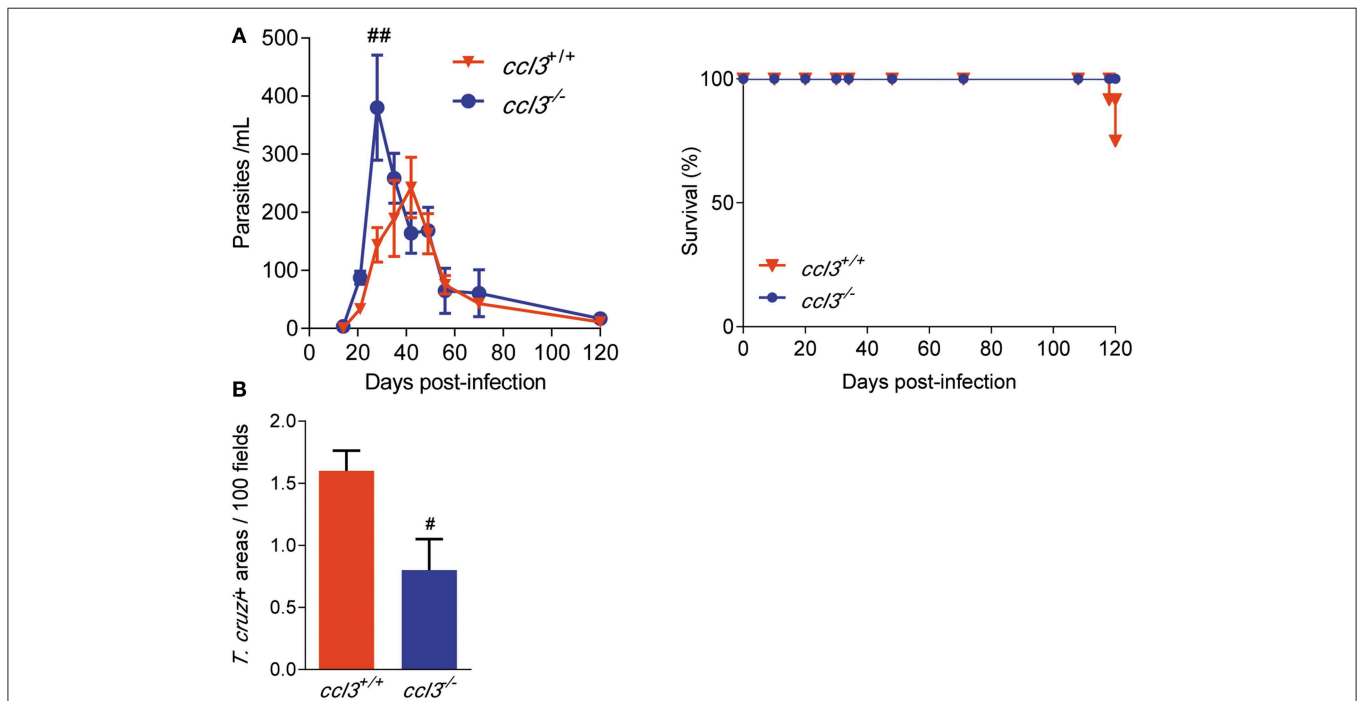 A
##
500
400
300
200
100
0
Parasites /mL
ccl3+/+
ccl3-/-
0 20 40 60 80 100 120
Days post-infection
100
50
0
Survival (%)
ccl3+/+
ccl3-/-
0 20 40 60 80 100 120
Days post-infection
B
2.0
1.5
1.0
0.5
0.0
T. cruzi+ areas / 100 fields
#
ccl3+/+ ccl3-/-